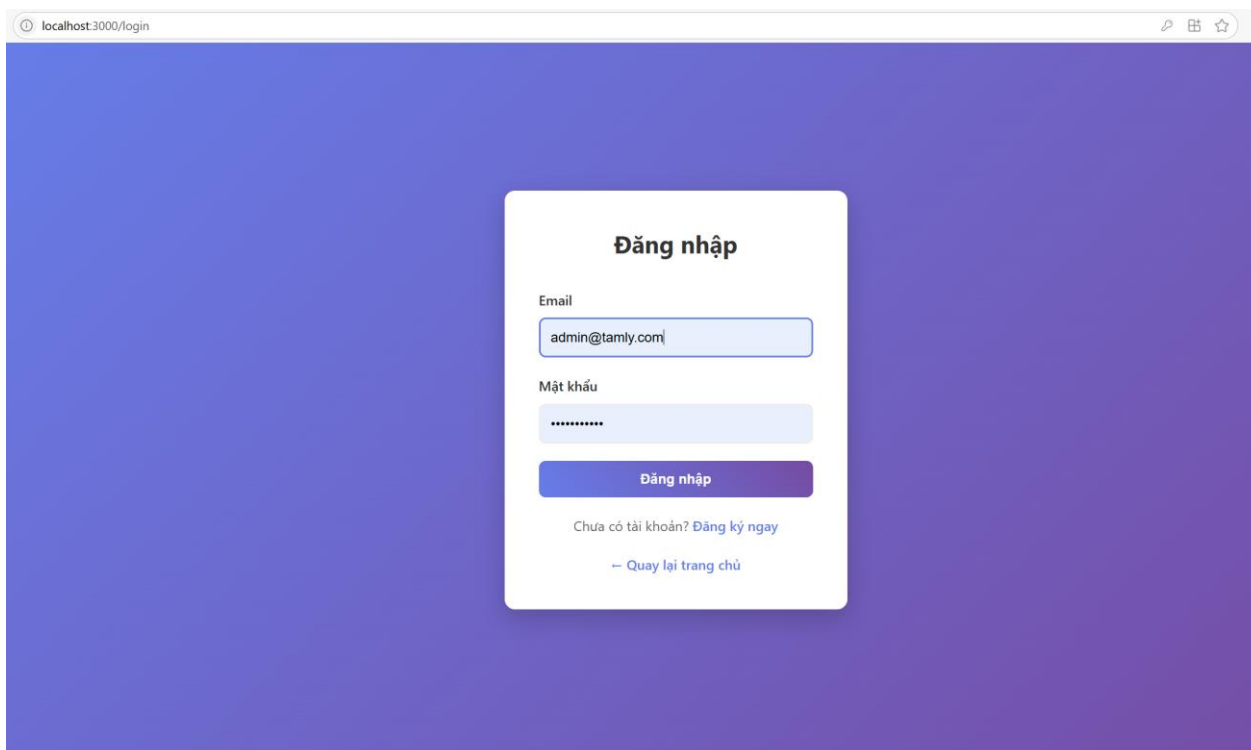 localhost:3000/login
Đăng nhập
Email
admin@tamly.com
Mật khẩu
•••••••••••
Đăng nhập
Chưa có tài khoản? Đăng ký ngay
← Quay lại trang chủ